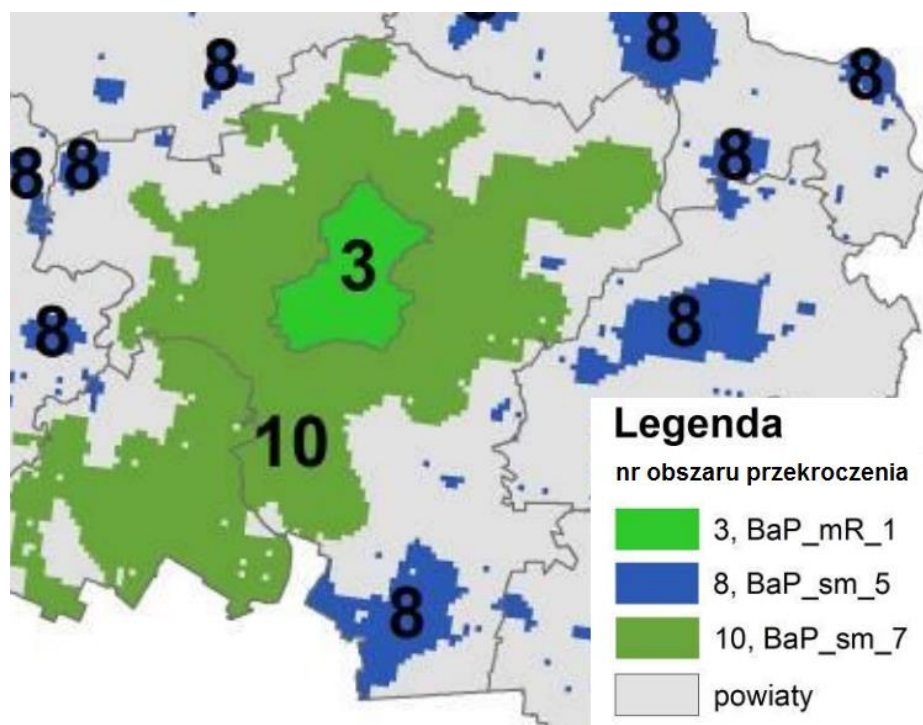 8
8
8
8
8
8
8
3
8
8
10
8
Legenda
nr obszaru przekroczenia
3, BaP_mR_1
8, BaP_sm_5
10, BaP_sm_7
powiaty